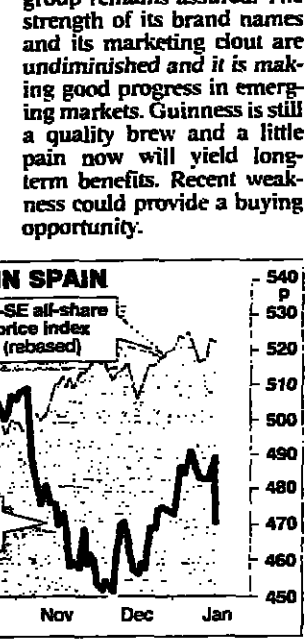 group remains assured. The
strength of its brand names
and its marketing clout are
undiminished and it is mak-
ing good progress in emerg-
ing markets. Guinness is still
a quality brew and a little
pain now will yield long-
term benefits. Recent weak-
ness could provide a buying
opportunity.
IN SPAIN
-SE all-share
price index
(rebased)
540
p
530
520
510
500
490
480
470
460
450
Nov Dec Jan